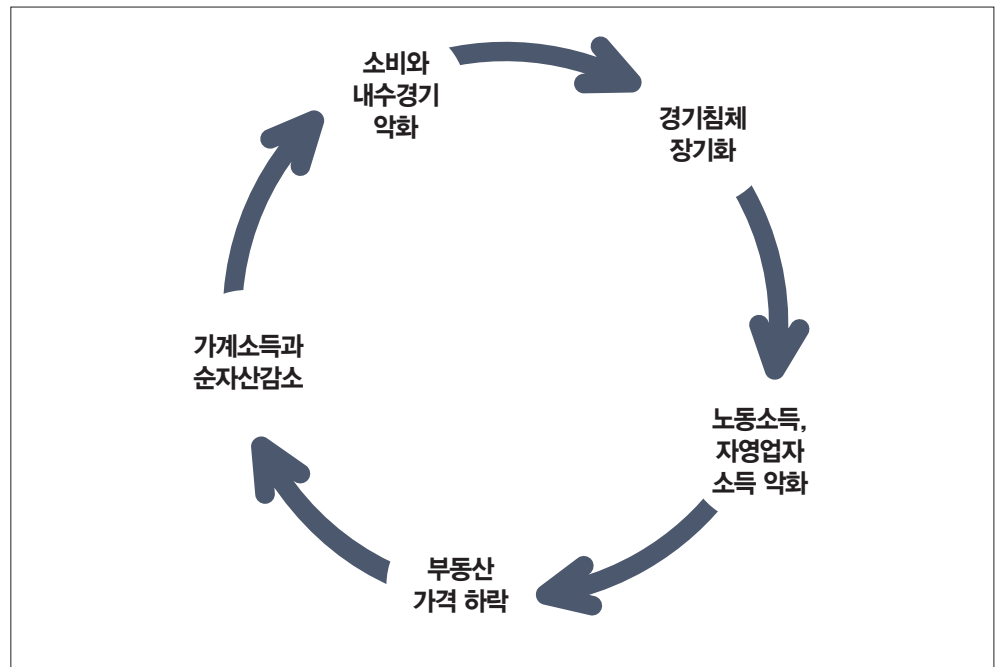 소비와
내수경기
악화
경기침체
장기화
노동소득,
자영업자
소득 악화
부동산
가격 하락
가계소득과
순자산감소